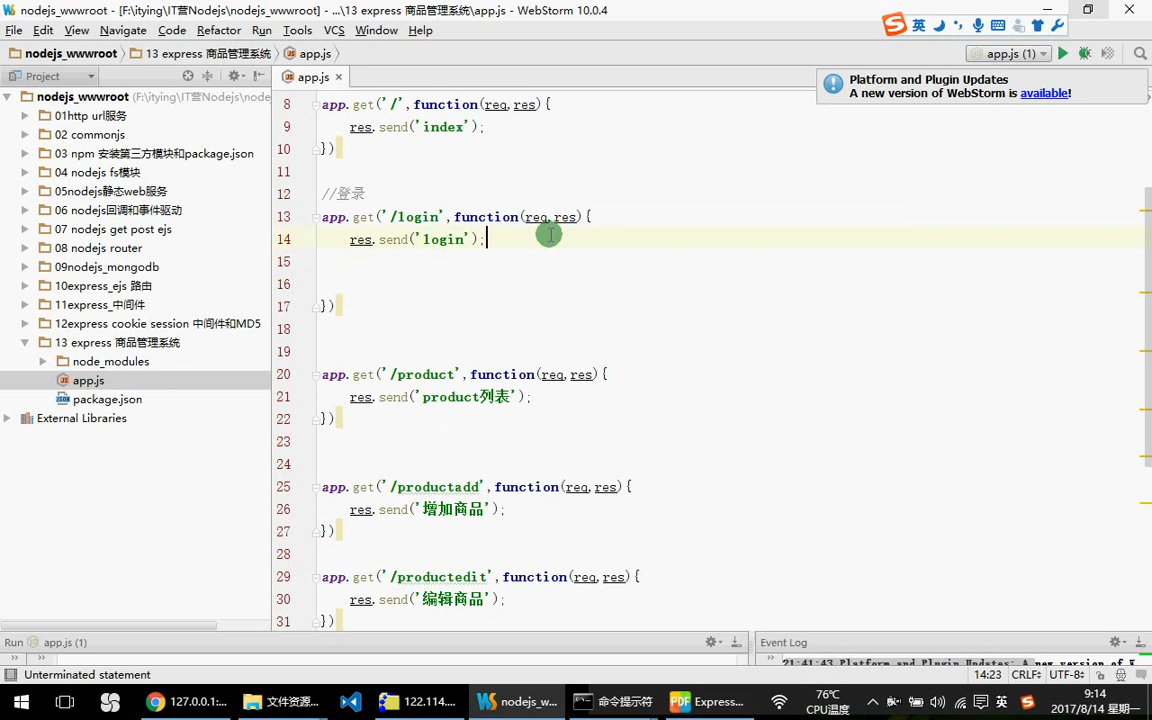 nodejs_wwwroot - [F:\itying\IT营Nodejs\nodejs_wwwroot] - ...\13 express 商品管理系统\app.js - WebStorm 10.0.4
File Edit View Navigate Code Refactor Run Tools VCS Window Help
英
nodejs_wwwroot 13 express 商品管理系统 app.js
app.js (1)
Project
app.js
Platform and Plugin Updates
A new version of WebStorm is available!
nodejs_wwwroot (F:\itying\IT营Nodejs\node
01http url服务
02 commonjs
03 npm 安装第三方模块和package.json
04 nodejs fs模块
05nodejs静态web服务
06 nodejs回调和事件驱动
07 nodejs get post ejs
08 nodejs router
09nodejs_mongodb
10express_ejs 路由
11express_中间件
12express cookie session 中间件和MD5
13 express 商品管理系统
node_modules
app.js
package.json
External Libraries
8 app.get('/',function(req,res){
9 res.send('index');
10 })
11
12 //登录
13 app.get('/login',function(req,res){
14 res.send('login');
15
16
17 })
18
19
20 app.get('/product',function(req,res){
21 res.send('product列表');
22 })
23
24
25 app.get('/productadd',function(req,res){
26 res.send('增加商品');
27 })
28
29 app.get('/productedit',function(req,res){
30 res.send('编辑商品');
31 })
Run app.js (1)
Event Log
21:41:43 Platform and Plugin Updates: A new version of W
Unterminated statement
14:23 CRLF UTF-8
127.0.0.1:...
文件资源...
122.114....
nodejs_w...
命令提示符
Express...
76℃
CPU温度
9:14
2017/8/14 星期一